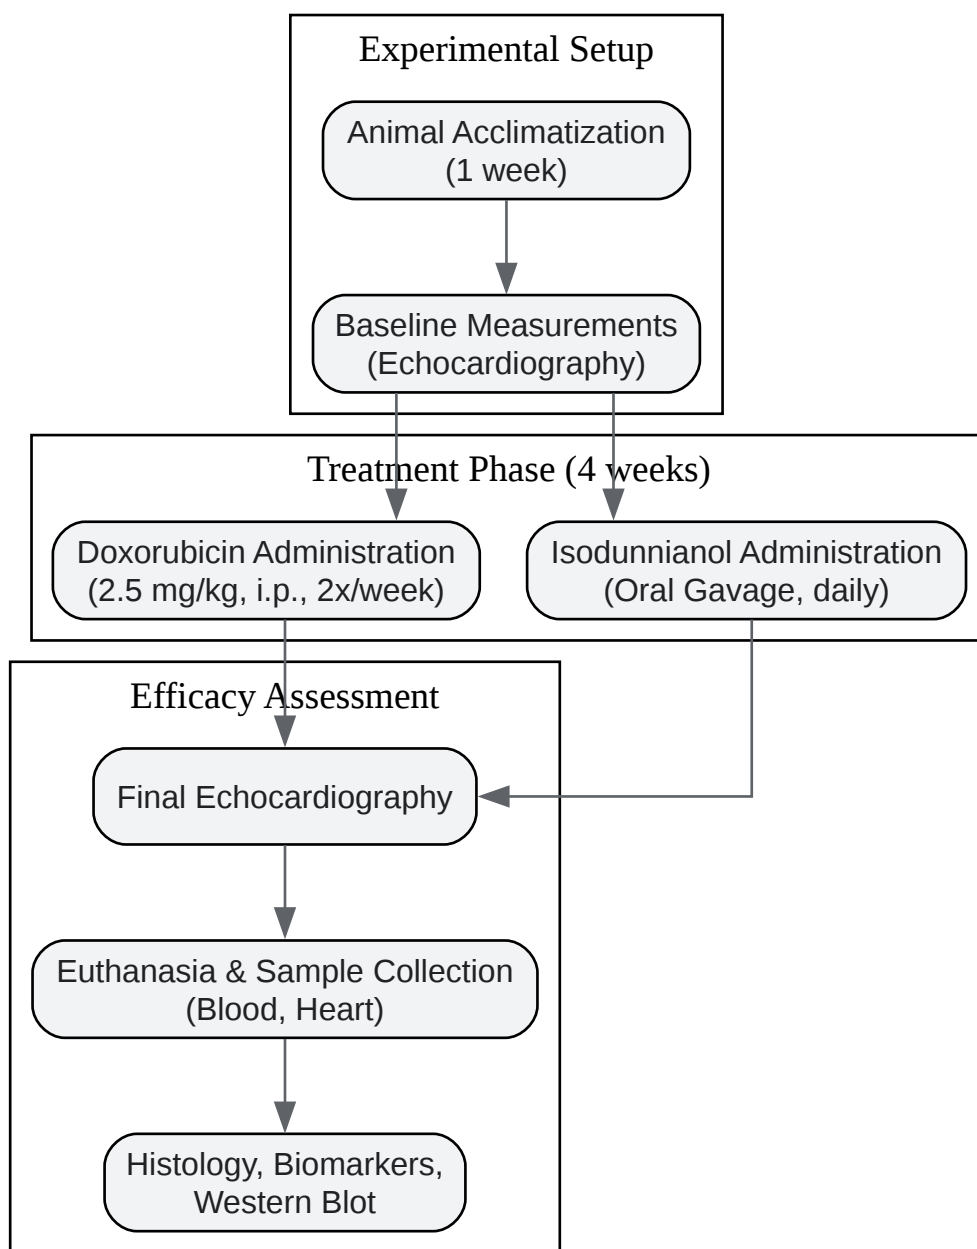 Experimental Setup
Animal Acclimatization
(1 week)
Baseline Measurements
(Echocardiography)
Treatment Phase (4 weeks)
Doxorubicin Administration
(2.5 mg/kg, i.p., 2x/week)
Isodunnianol Administration
(Oral Gavage, daily)
Efficacy Assessment
Final Echocardiography
Euthanasia & Sample Collection
(Blood, Heart)
Histology, Biomarkers,
Western Blot